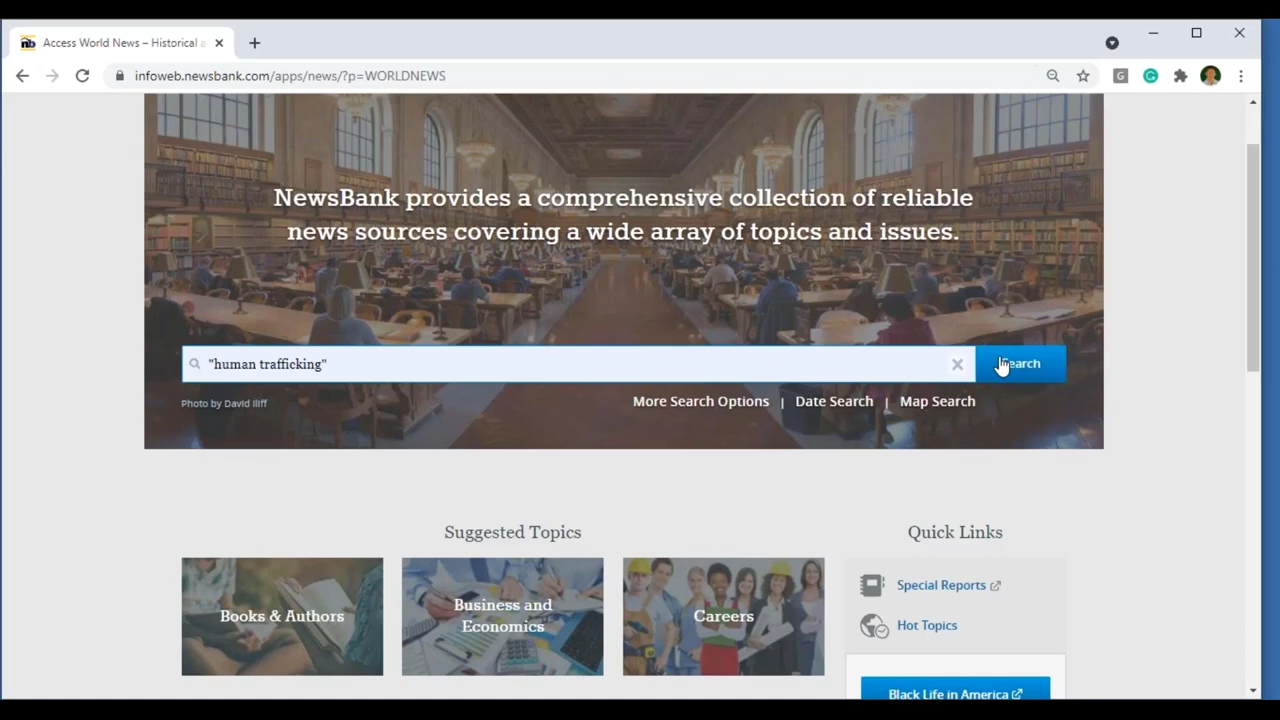 nb Access World News – Historical a
infoweb.newsbank.com/apps/news/?p=WORLDNEWS
G
NewsBank provides a comprehensive collection of reliable
news sources covering a wide array of topics and issues.
"human trafficking"
earch
Photo by David Iliff
More Search Options | Date Search | Map Search
Suggested Topics
Quick Links
Books & Authors
Business and
Economics
Careers
Special Reports
Hot Topics
Black Life in America